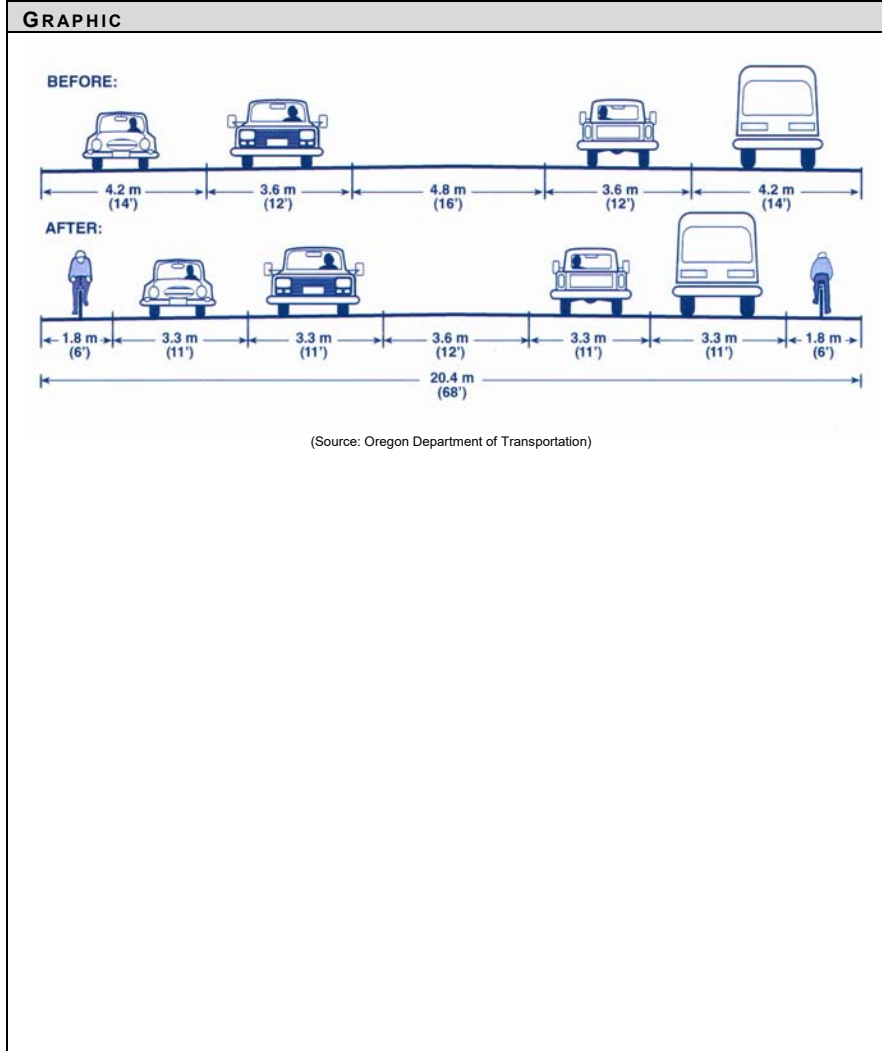 GRAPHIC
BEFORE:
4.2 m 3.6 m 4.8 m 3.6 m 4.2 m
(14') (12') (16') (12') (14')
AFTER:
1.8 m 3.3 m 3.3 m 3.6 m 3.3 m 3.3 m 1.8 m
(6') (11') (11') (12') (11') (11') (6')
20.4 m
(68')
(Source: Oregon Department of Transportation)